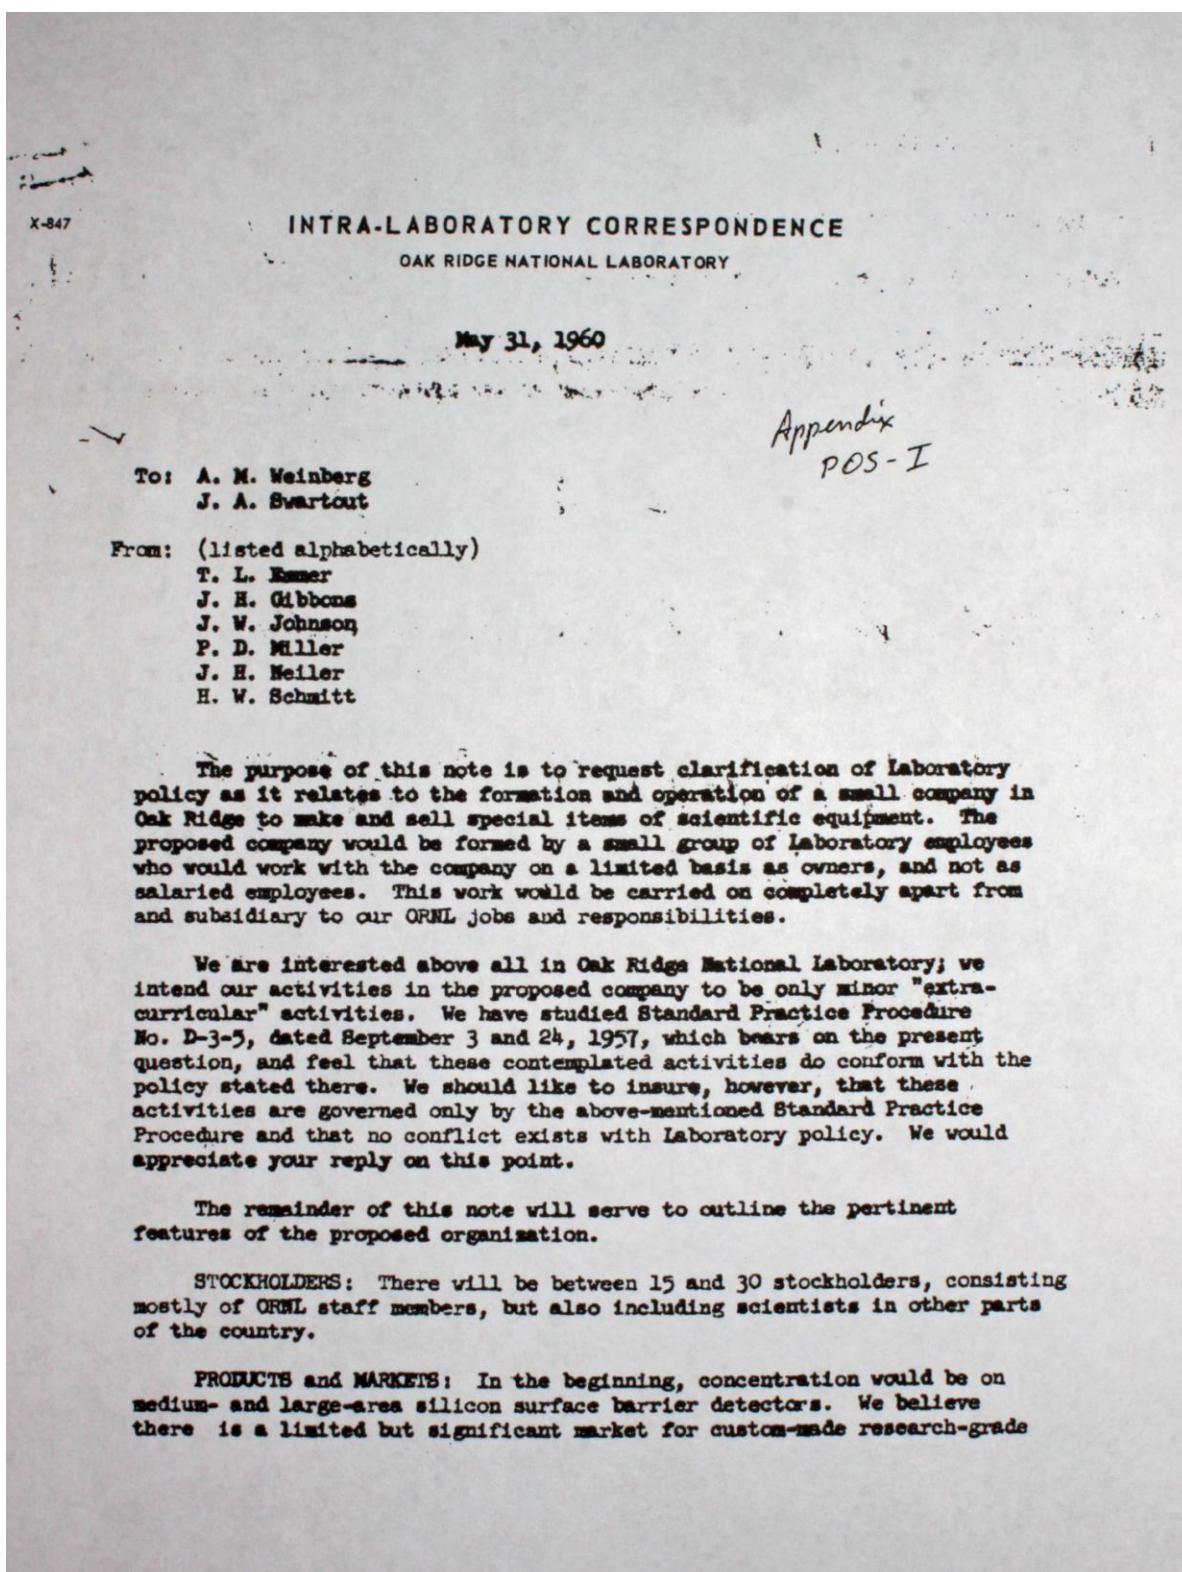 X-847
INTRA-LABORATORY CORRESPONDENCE
OAK RIDGE NATIONAL LABORATORY
May 31, 1960
Appendix
POS-I
To: A. M. Weinberg
J. A. Swartout
From: (listed alphabetically)
T. L.
J. H. Gibbons
J. W. Johnson
P. D. Miller
J. H. Neiler
H. W. Schmitt
The purpose of this note is to request clarification of Laboratory
policy as it relates to the formation and operation of a small company in
Oak Ridge to make and sell special items of scientific equipment. The
proposed company would be formed by a small group of Laboratory employees
who would work with the company on a limited basis as owners, and not as
salaried employees. This work would be carried on completely apart from
and subsidiary to our ORNL jobs and responsibilities.
We are interested above all in Oak Ridge National Laboratory; we
intend our activities in the proposed company to be only minor "extra-
curricular" activities. We have studied Standard Practice Procedure
No. D-3-5, dated September 3 and 24, 1957, which bears on the present
question, and feel that these contemplated activities do conform with the
policy stated there. We should like to insure, however, that these
activities are governed only by the above-mentioned Standard Practice
Procedure and that no conflict exists with Laboratory policy. We would
appreciate your reply on this point.
The remainder of this note will serve to outline the pertinent
features of the proposed organization.
STOCKHOLDERS: There will be between 15 and 30 stockholders, consisting
mostly of ORNL staff members, but also including scientists in other parts
of the country.
PRODUCTS and MARKETS: In the beginning, concentration would be on
medium- and large-area silicon surface barrier detectors. We believe
there is a limited but significant market for custom-made research-grade